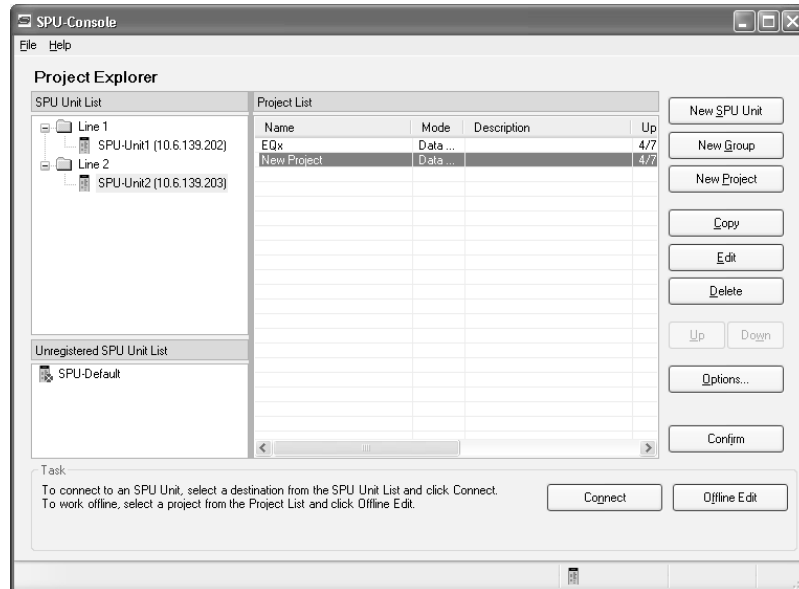 SPU-Console
File Help
Project Explorer
SPU Unit List
Line 1
SPU-Unit1 (10.6.139.202)
Line 2
SPU-Unit2 (10.6.139.203)
Unregistered SPU Unit List
SPU-Default
Project List
Name Mode Description Up
EQx Data ... 4/7
New Project Data ... 4/7
New SPU Unit
New Group
New Project
Copy
Edit
Delete
Up Down
Options...
Confirm
Task
To connect to an SPU Unit, select a destination from the SPU Unit List and click Connect.
To work offline, select a project from the Project List and click Offline Edit.
Connect Offline Edit